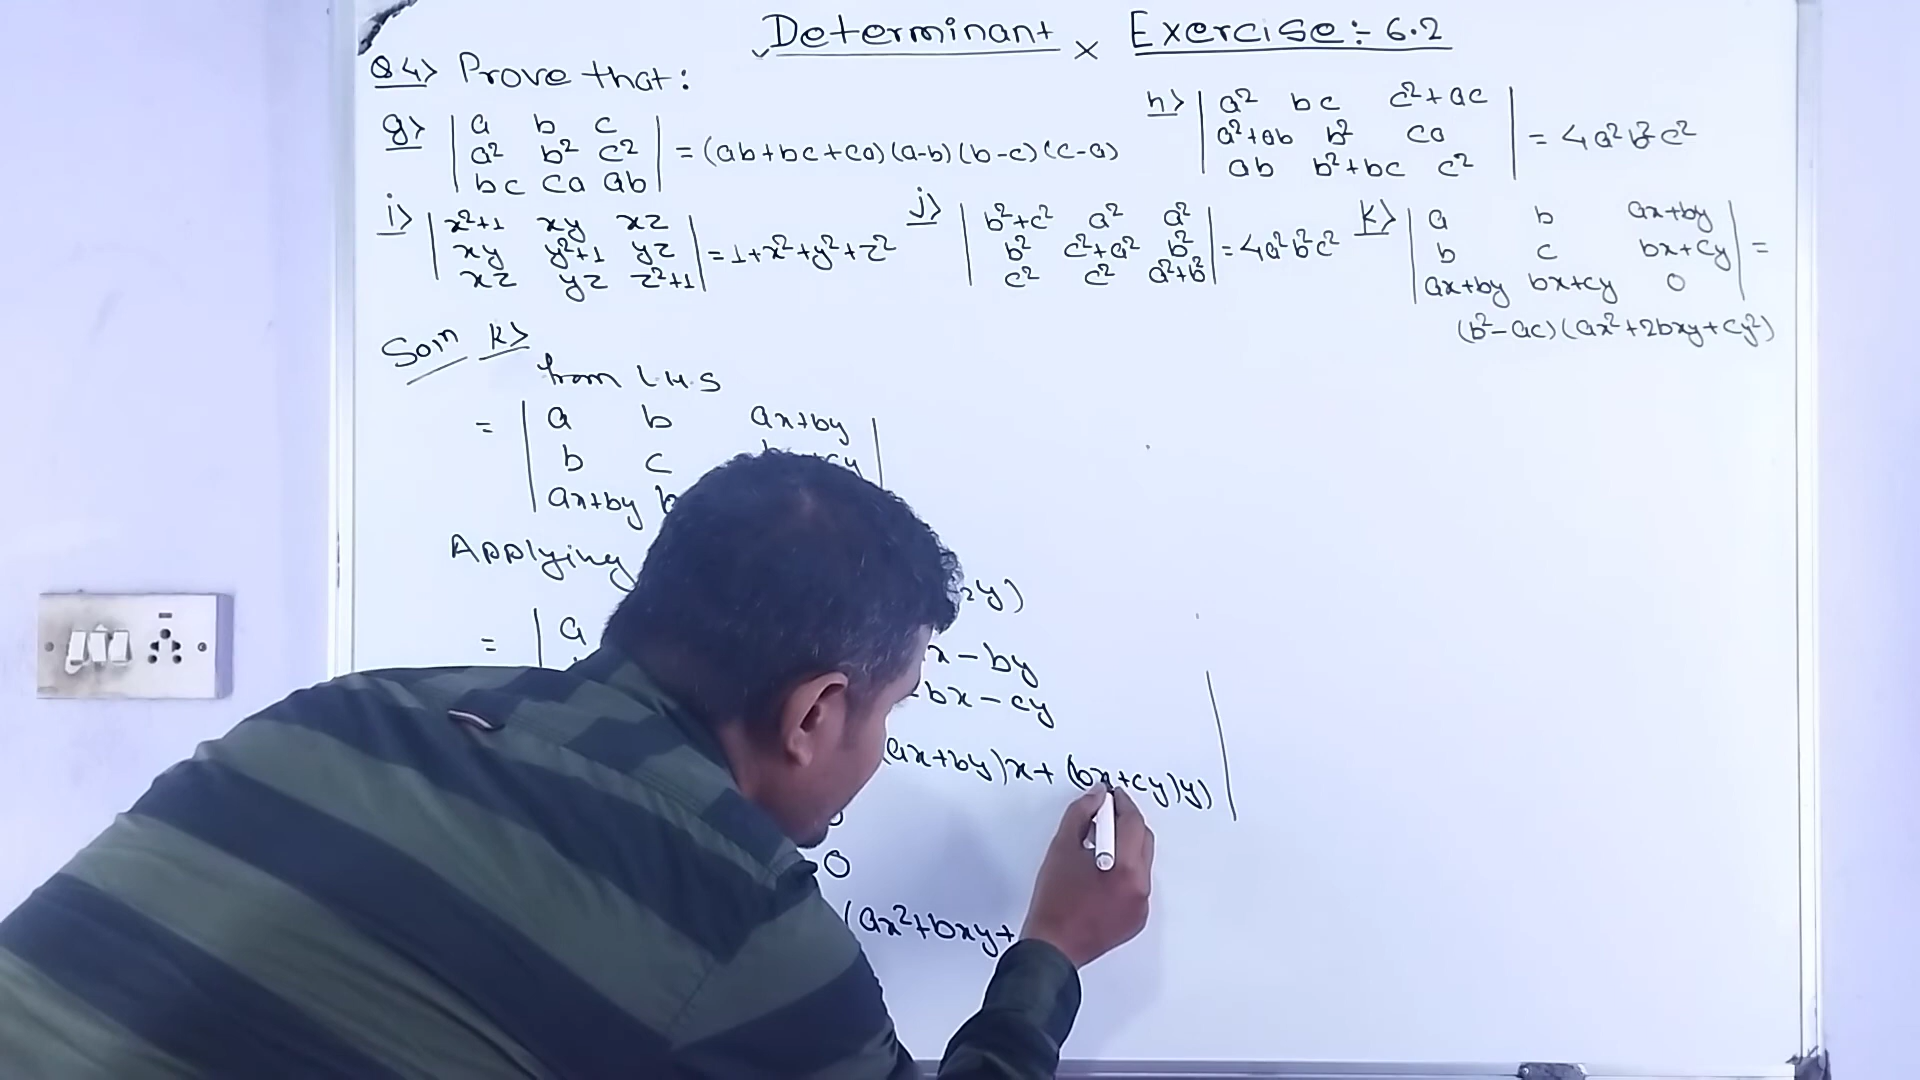 Determinant × Exercise:- 6.2
Q4> Prove that:
g> | a b c |
| a² b² c² | = (ab+bc+ca)(a-b)(b-c)(c-a)
| bc ca ab |
h> | a² bc c²+ac |
| a²+ab b² ca | = 4a²b²c²
| ab b²+bc c² |
i> | x²+1 xy xz |
| xy y²+1 yz | = 1+x²+y²+z²
| xz yz z²+1 |
j> | b²+c² a² a² |
| b² c²+a² b² | = 4a²b²c²
| c² c² a²+b² |
k> | a b ax+by |
| b c bx+cy | =
| ax+by bx+cy 0 |
(b²-ac)(ax²+2bxy+cy²)
Soln k>
from L.H.S
= | a b ax+by |
| b c
| ax+by
Applying y)
= | a x-by
-bx-cy
(ax+by)x+(bx+cy)y)
0
(ax²+bxy+